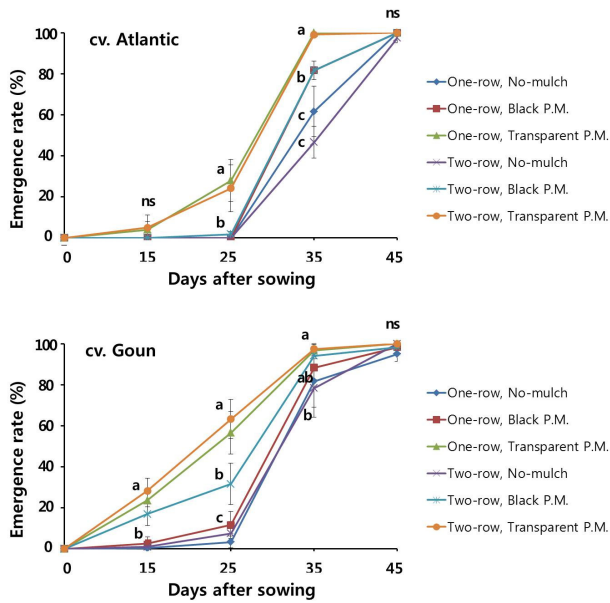 cv. Atlantic
ns
100
80
60
40
20
0
Emergence rate (%)
a
b
c
c
a
b
ns
0
15
25
35
45
Days after sowing
One-row, No-mulch
One-row, Black P.M.
One-row, Transparent P.M.
Two-row, No-mulch
Two-row, Black P.M.
Two-row, Transparent P.M.
cv. Goun
ns
100
80
60
40
20
0
Emergence rate (%)
a
ab
b
a
b
c
a
b
0
15
25
35
45
Days after sowing
One-row, No-mulch
One-row, Black P.M.
One-row, Transparent P.M.
Two-row, No-mulch
Two-row, Black P.M.
Two-row, Transparent P.M.